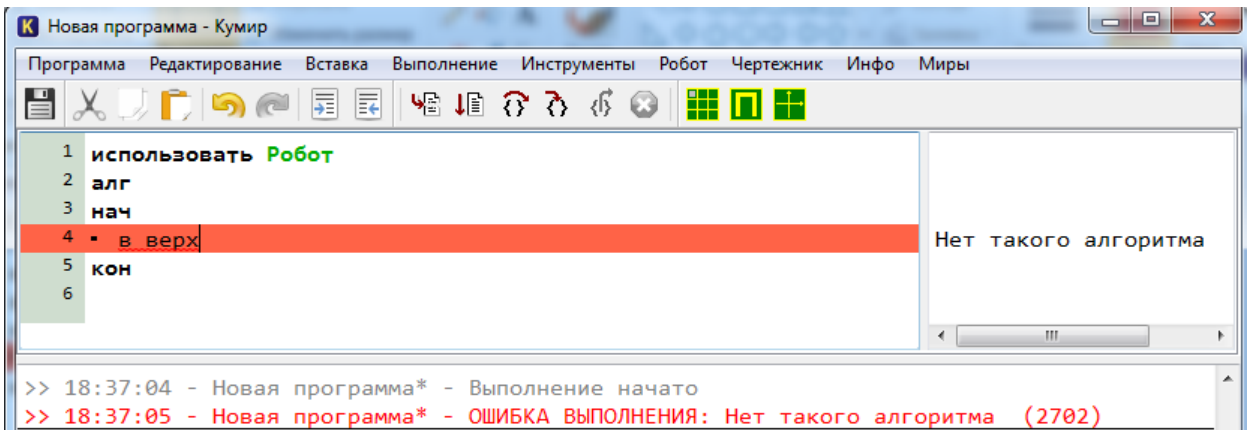 Новая программа - Кумир
Программа Редактирование Вставка Выполнение Инструменты Робот Чертежник Инфо Миры
1 использовать Робот
2 алг
3 нач
4 ▪ в верх Нет такого алгоритма
5 кон
6
>> 18:37:04 - Новая программа* - Выполнение начато
>> 18:37:05 - Новая программа* - ОШИБКА ВЫПОЛНЕНИЯ: Нет такого алгоритма (2702)